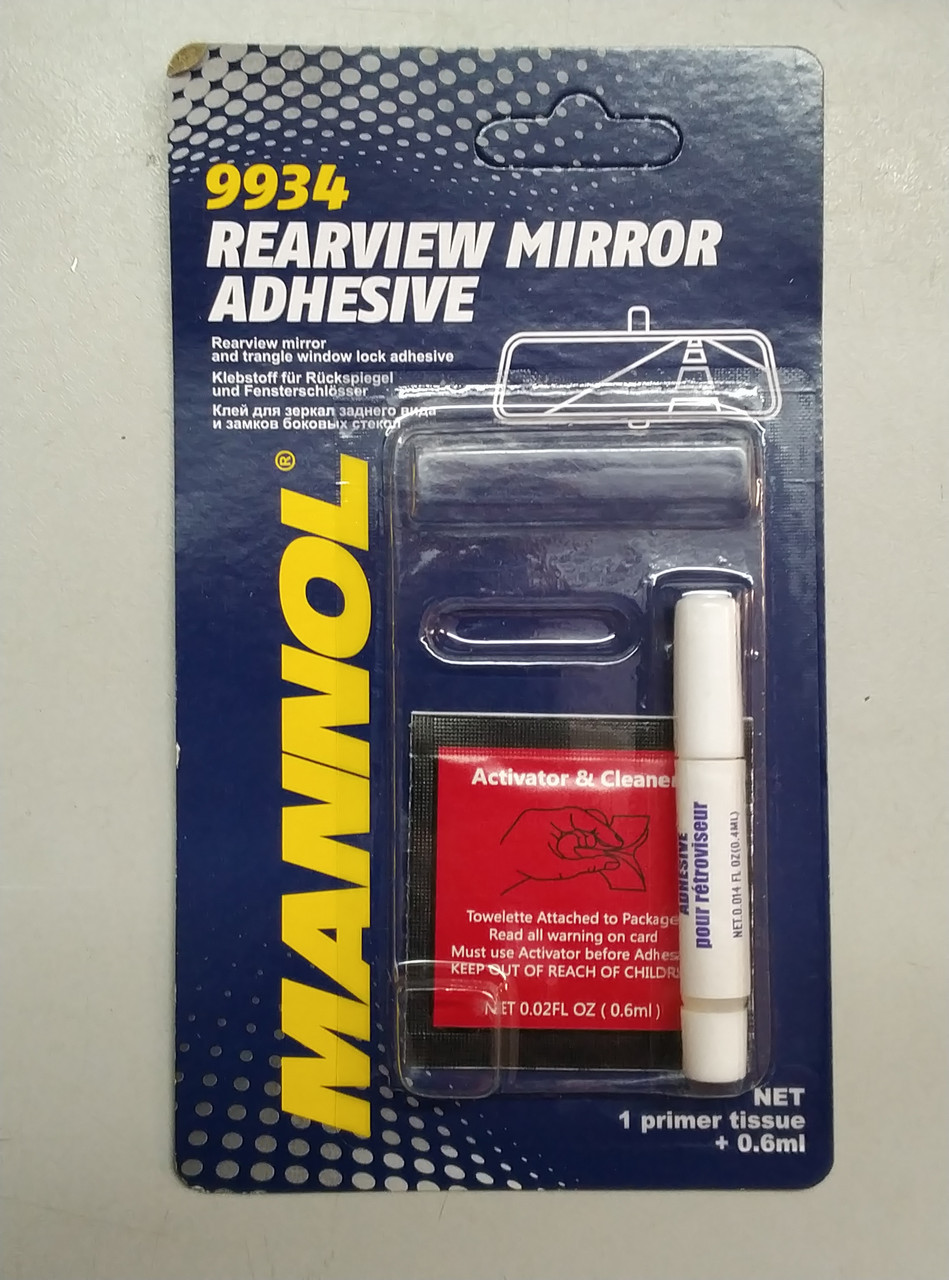 9934
REARVIEW MIRROR
ADHESIVE
Rearview mirror
and trangle window lock adhesive
Klebstoff für Rückspiegel
und Fensterschlösser
Клей для зеркал заднего вида
и замков боковых стекол
MANNOL®
Activator & Cleaner
Towelette Attached to Package
Read all warning on card
Must use Activator before Adhes
KEEP OUT OF REACH OF CHILDR
NET 0.02FL OZ ( 0.6ml )
ADHESIVE
pour rétroviseur
NET.0.014 FL OZ(0.4ML)
NET
1 primer tissue
+ 0.6ml